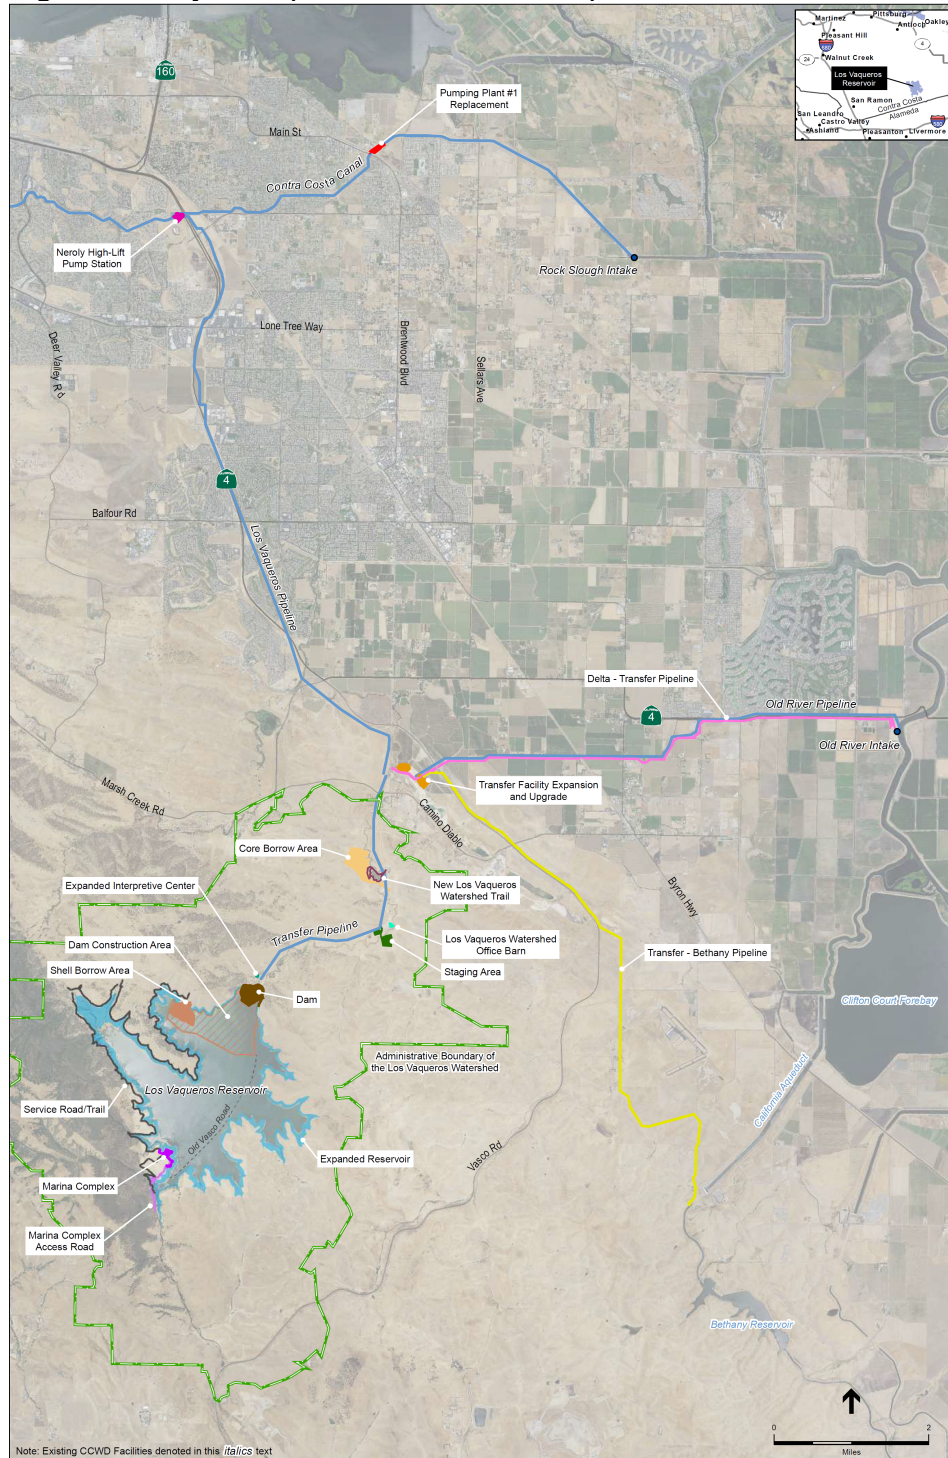 Martinez
Pittsburg
Antioch
Oakley
Pleasant Hill
680
4
Walnut Creek
24
Los Vaqueros
Reservoir
San Ramon
Contra Costa
Alameda
San Leandro
Castro Valley
Ashland
Pleasanton
Livermore
580
160
Pumping Plant #1
Replacement
Main St
Contra Costa Canal
Neroly High-Lift
Pump Station
Rock Slough Intake
Lone Tree Way
Deer Valley Rd
Brentwood Blvd
Sellars Ave
4
Balfour Rd
Los Vaqueros Pipeline
Delta - Transfer Pipeline
4
Old River Pipeline
Old River Intake
Marsh Creek Rd
Transfer Facility Expansion
and Upgrade
Camino Diablo
Core Borrow Area
Expanded Interpretive Center
New Los Vaqueros
Watershed Trail
Byron Hwy
Transfer Pipeline
Dam Construction Area
Los Vaqueros Watershed
Office Barn
Transfer - Bethany Pipeline
Shell Borrow Area
Staging Area
Dam
Clifton Court Forebay
Administrative Boundary of
the Los Vaqueros Watershed
Los Vaqueros Reservoir
California Aqueduct
Service Road/Trail
Old Vasco Road
Vasco Rd
Expanded Reservoir
Marina Complex
Marina Complex
Access Road
Bethany Reservoir
0
2
Miles
Note: Existing CCWD Facilities denoted in this italics text